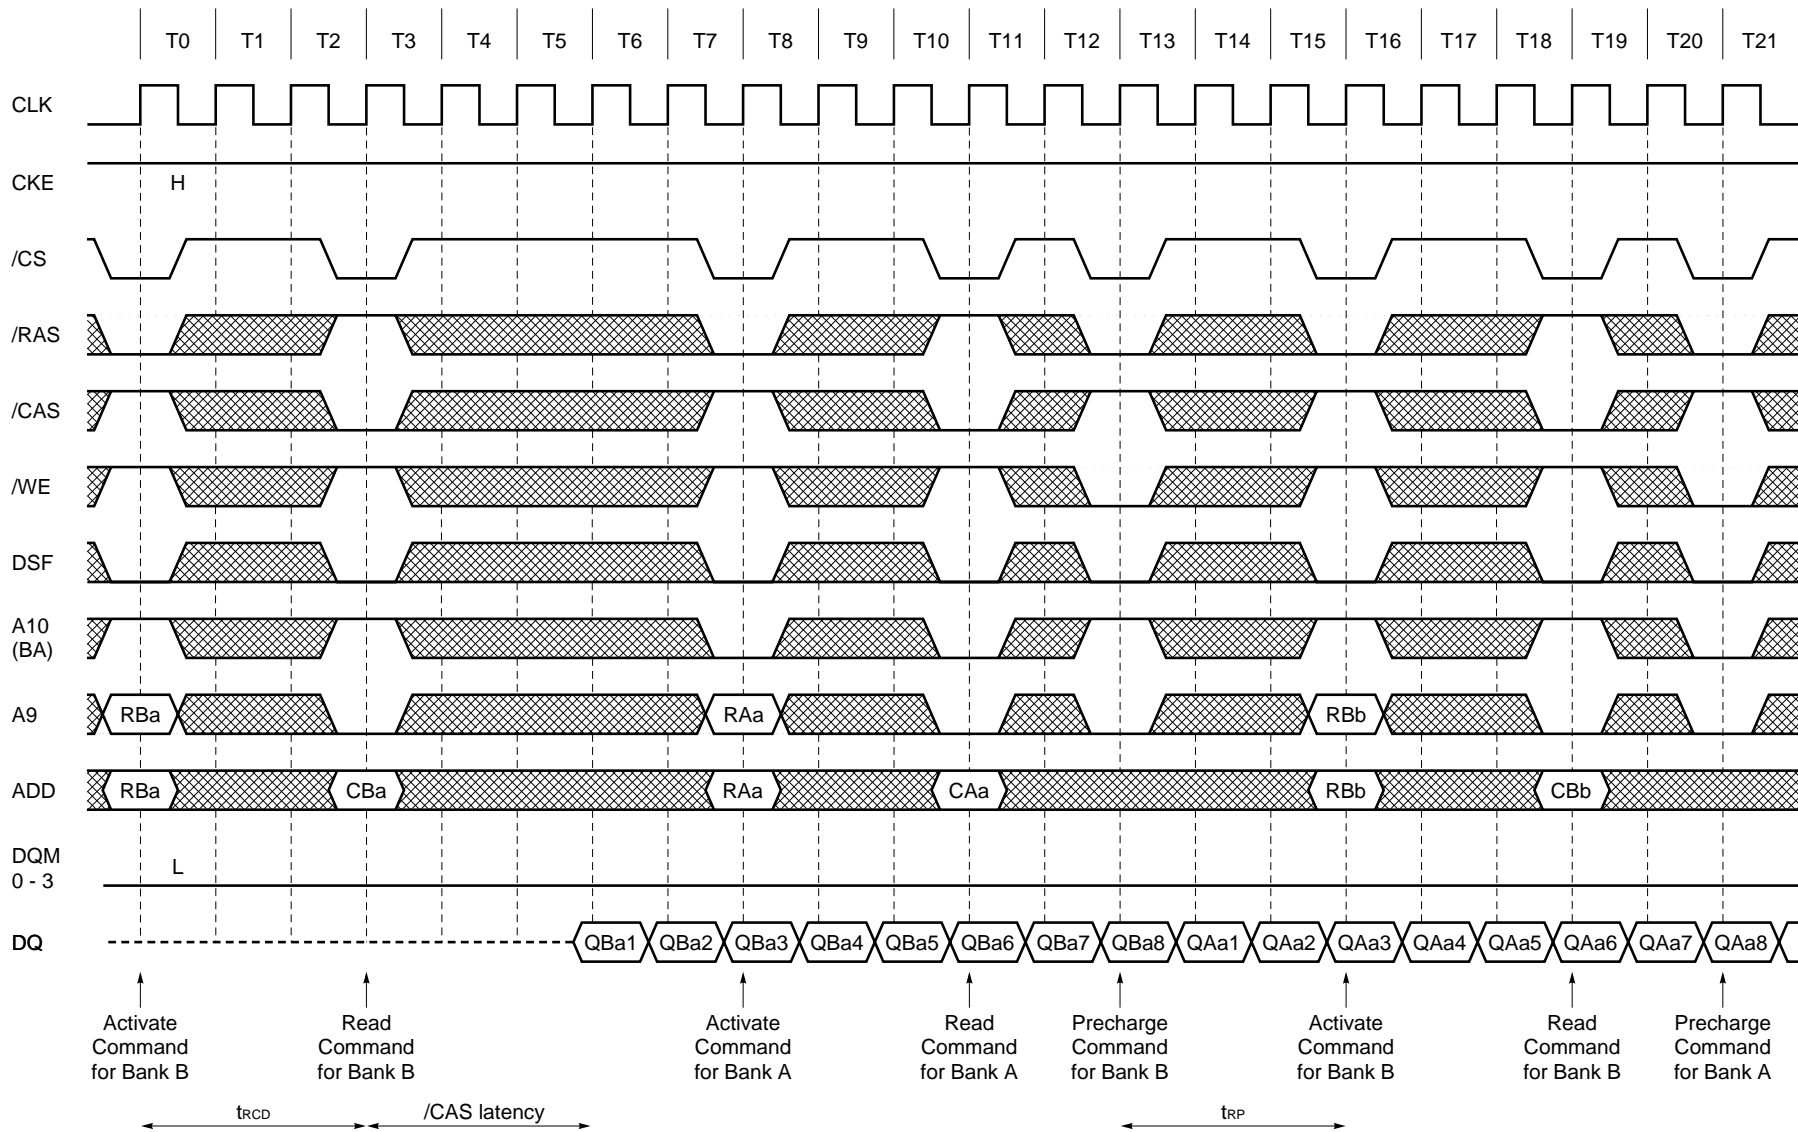 T0 T1 T2 T3 T4 T5 T6 T7 T8 T9 T10 T11 T12 T13 T14 T15 T16 T17 T18 T19 T20 T21
CLK
CKE H
/CS
/RAS
/CAS
/WE
DSF
A10
(BA)
A9 RBa RAa RBb
ADD RBa CBa RAa CAa RBb CBb
DQM
0 - 3 L
DQ QBa1 QBa2 QBa3 QBa4 QBa5 QBa6 QBa7 QBa8 QAa1 QAa2 QAa3 QAa4 QAa5 QAa6 QAa7 QAa8
Activate
Command
for Bank B
Read
Command
for Bank B
Activate
Command
for Bank A
Read
Command
for Bank A
Precharge
Command
for Bank B
Activate
Command
for Bank B
Read
Command
for Bank B
Precharge
Command
for Bank A
tRCD /CAS latency tRP